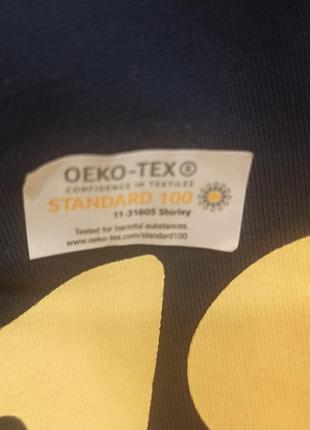 OEKO-TEX®
CONFIDENCE IN TEXTILES
STANDARD 100
11-31605 Shirley
Tested for harmful substances.
www.oeko-tex.com/standard100